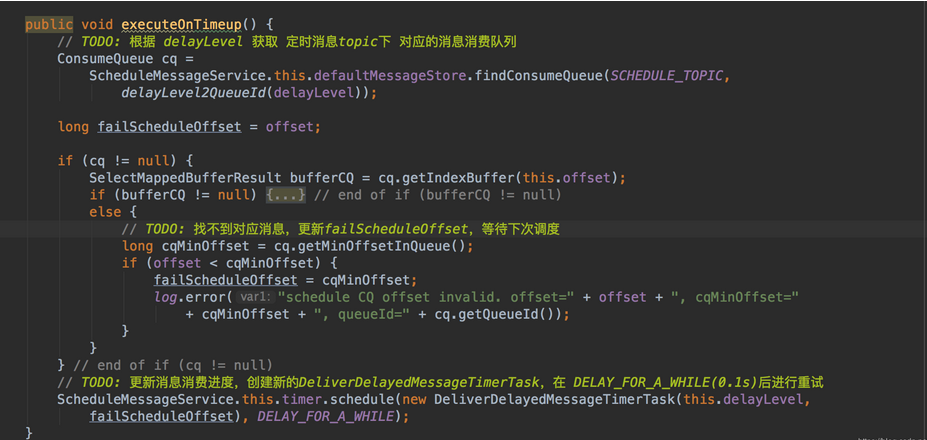 public void executeOnTimeup() {
// TODO: 根据 delayLevel 获取 定时消息topic下 对应的消息消费队列
ConsumeQueue cq =
ScheduleMessageService.this.defaultMessageStore.findConsumeQueue(SCHEDULE_TOPIC,
delayLevel2QueueId(delayLevel));
long failScheduleOffset = offset;
if (cq != null) {
SelectMappedBufferResult bufferCQ = cq.getIndexBuffer(this.offset);
if (bufferCQ != null) {...} // end of if (bufferCQ != null)
else {
// TODO: 找不到对应消息，更新failScheduleOffset，等待下次调度
long cqMinOffset = cq.getMinOffsetInQueue();
if (offset < cqMinOffset) {
failScheduleOffset = cqMinOffset;
log.error( var1: "schedule CQ offset invalid. offset=" + offset + ", cqMinOffset="
+ cqMinOffset + ", queueId=" + cq.getQueueId());
}
}
} // end of if (cq != null)
// TODO: 更新消息消费进度，创建新的DeliverDelayedMessageTimerTask，在 DELAY_FOR_A_WHILE(0.1s)后进行重试
ScheduleMessageService.this.timer.schedule(new DeliverDelayedMessageTimerTask(this.delayLevel,
failScheduleOffset), DELAY_FOR_A_WHILE);
}